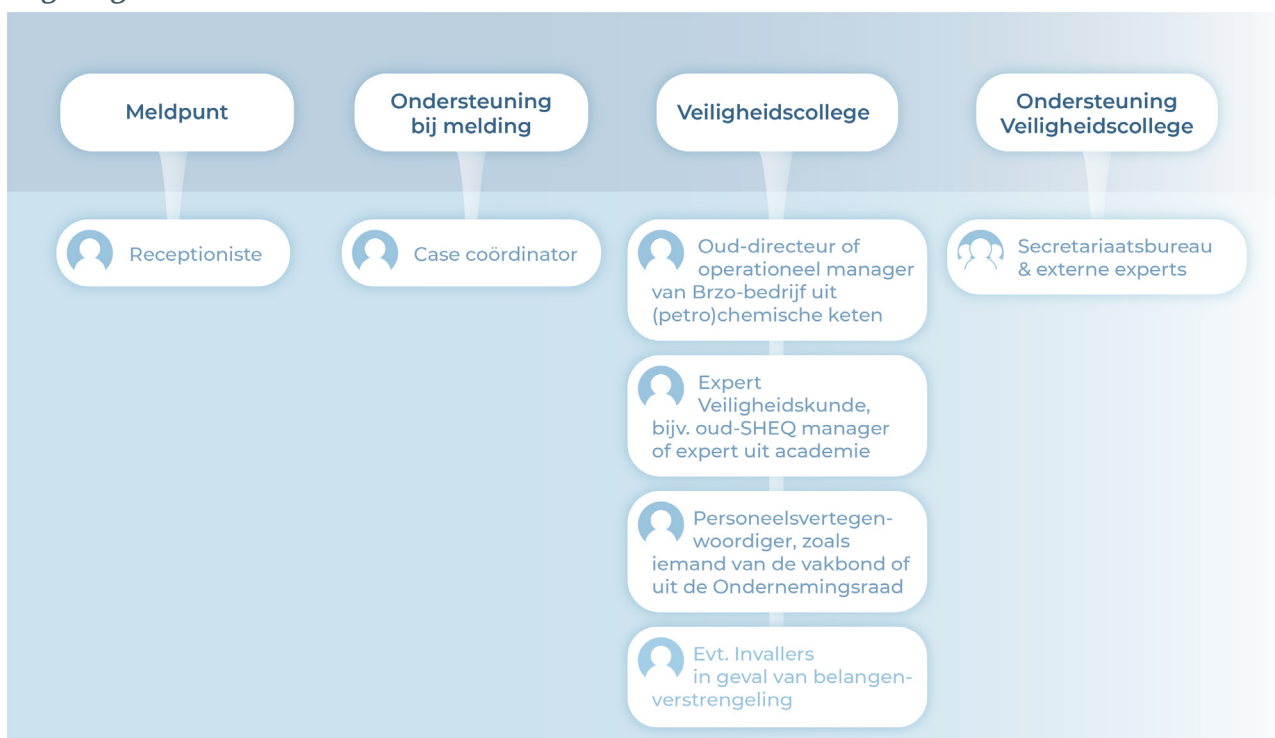 Meldpunt
Ondersteuning
bij melding
Veiligheidscollege
Ondersteuning
Veiligheidscollege
Receptioniste
Case coördinator
Oud-directeur of
operationeel manager
van Brzo-bedrijf uit
(petro)chemische keten
Expert
Veiligheidskunde,
bijv. oud-SHEQ manager
of expert uit academie
Personeelsvertegen-
woordiger, zoals
iemand van de vakbond of
uit de Ondernemingsraad
Evt. Invallers
in geval van belangen-
verstrengeling
Secretariaatsbureau
& externe experts